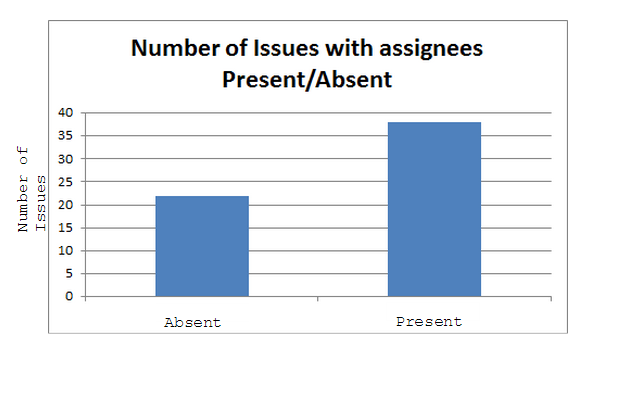 Number of Issues with assignees
Present/Absent
Number of
Issues
40
35
30
25
20
15
10
5
0
Absent
Present